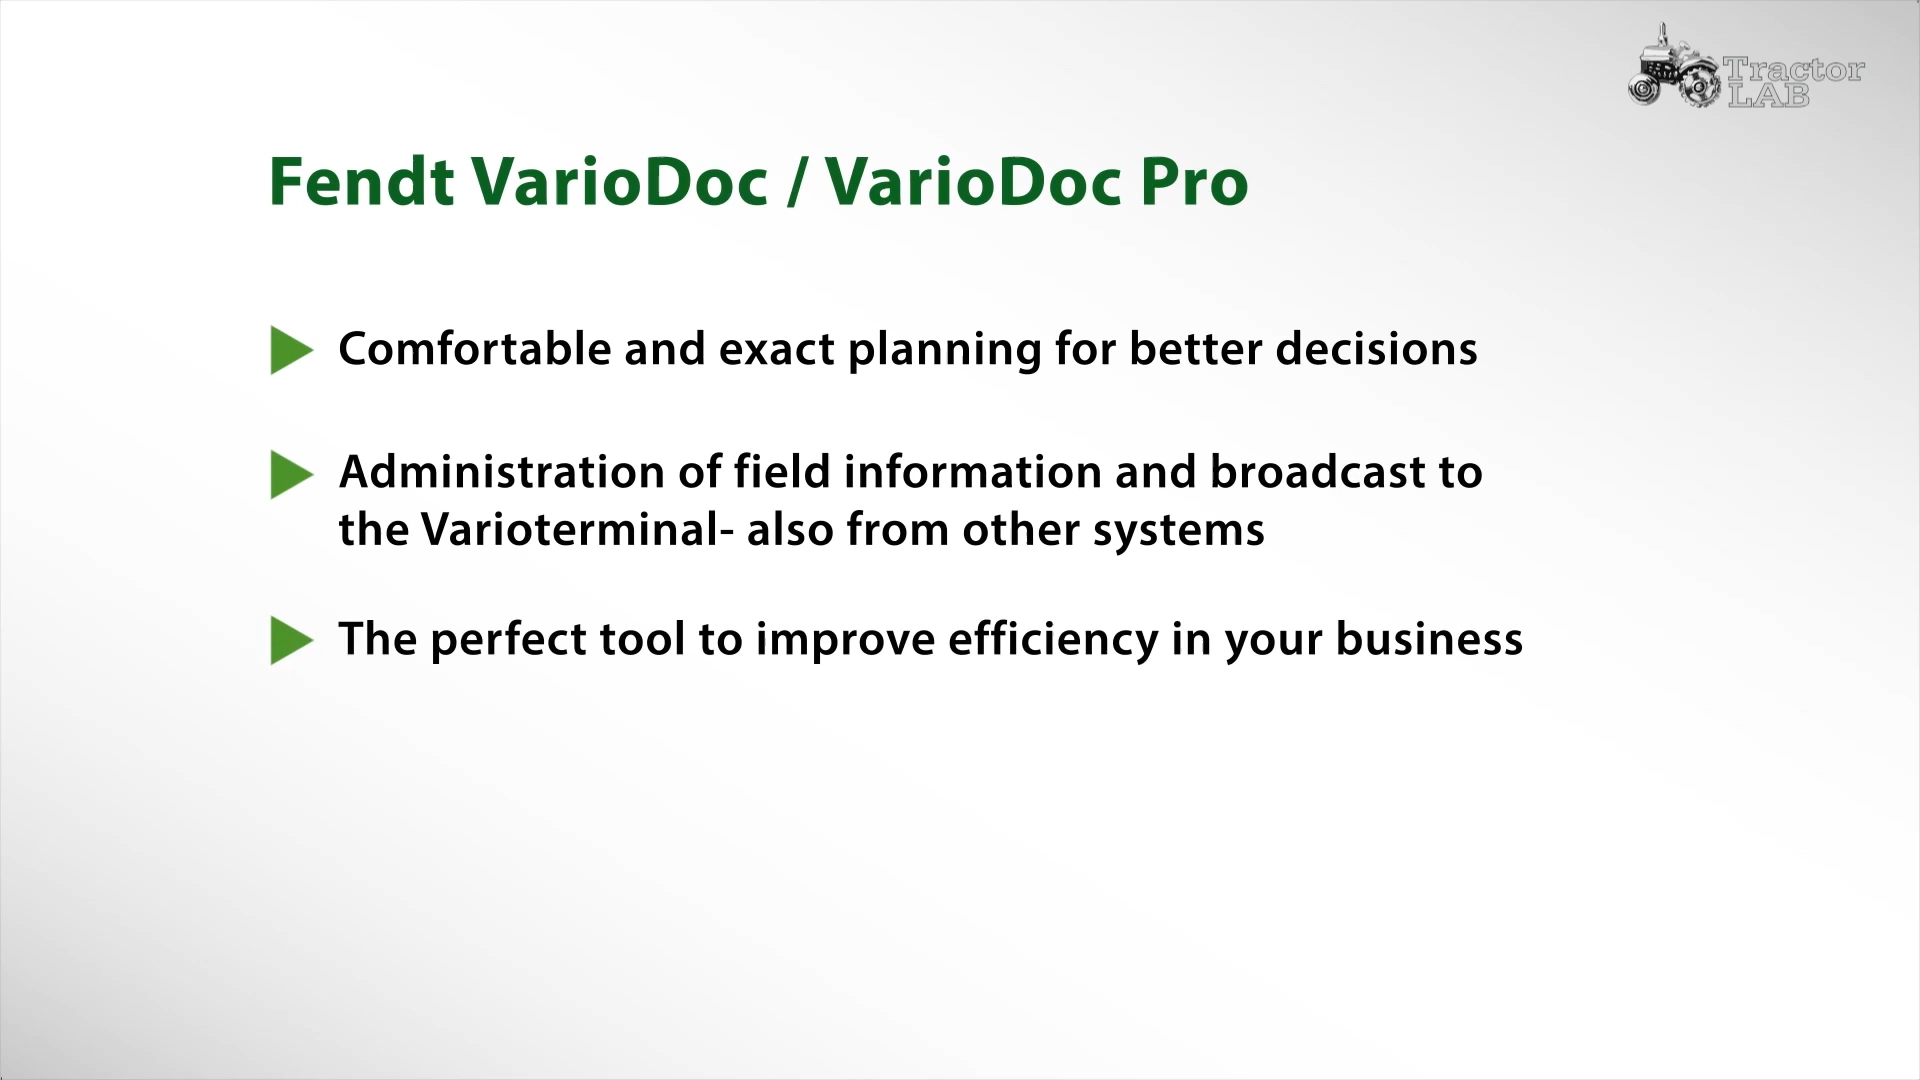 Tractor
LAB
Fendt VarioDoc / VarioDoc Pro
Comfortable and exact planning for better decisions
Administration of field information and broadcast to
the Varioterminal- also from other systems
The perfect tool to improve efficiency in your business